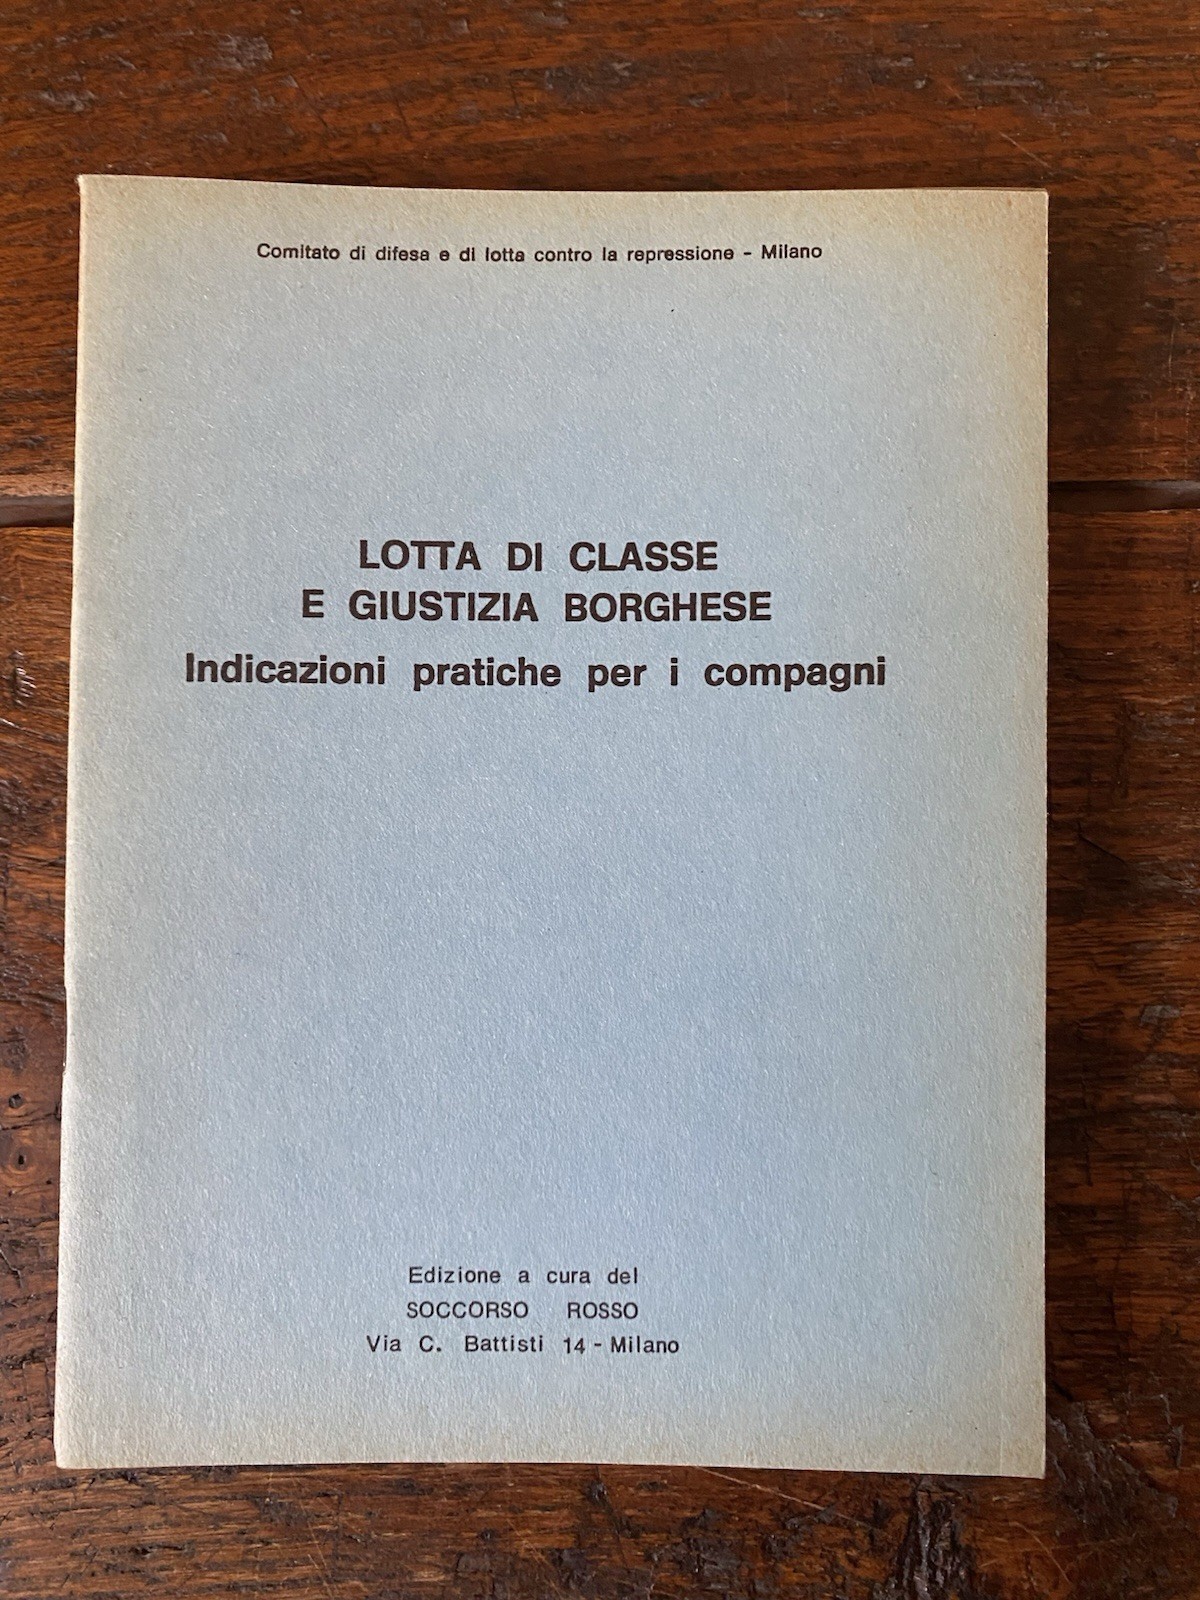 Comitato di difesa e di lotta contro la repressione - Milano
LOTTA DI CLASSE
E GIUSTIZIA BORGHESE
Indicazioni pratiche per i compagni
Edizione a cura del
SOCCORSO ROSSO
Via C. Battisti 14 - Milano